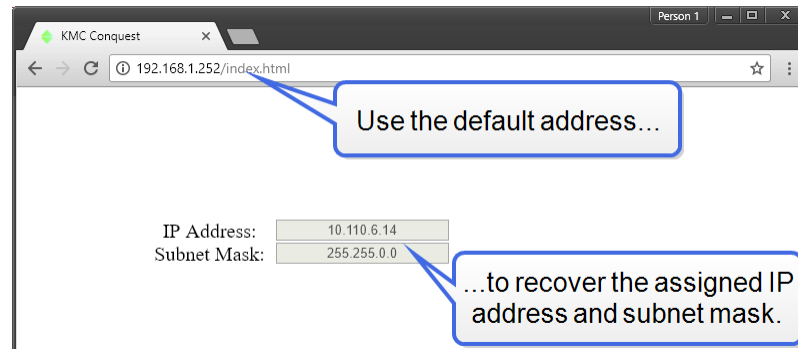 Person 1
KMC Conquest
192.168.1.252/index.html
Use the default address...
IP Address: 10.110.6.14
Subnet Mask: 255.255.0.0
...to recover the assigned IP
address and subnet mask.